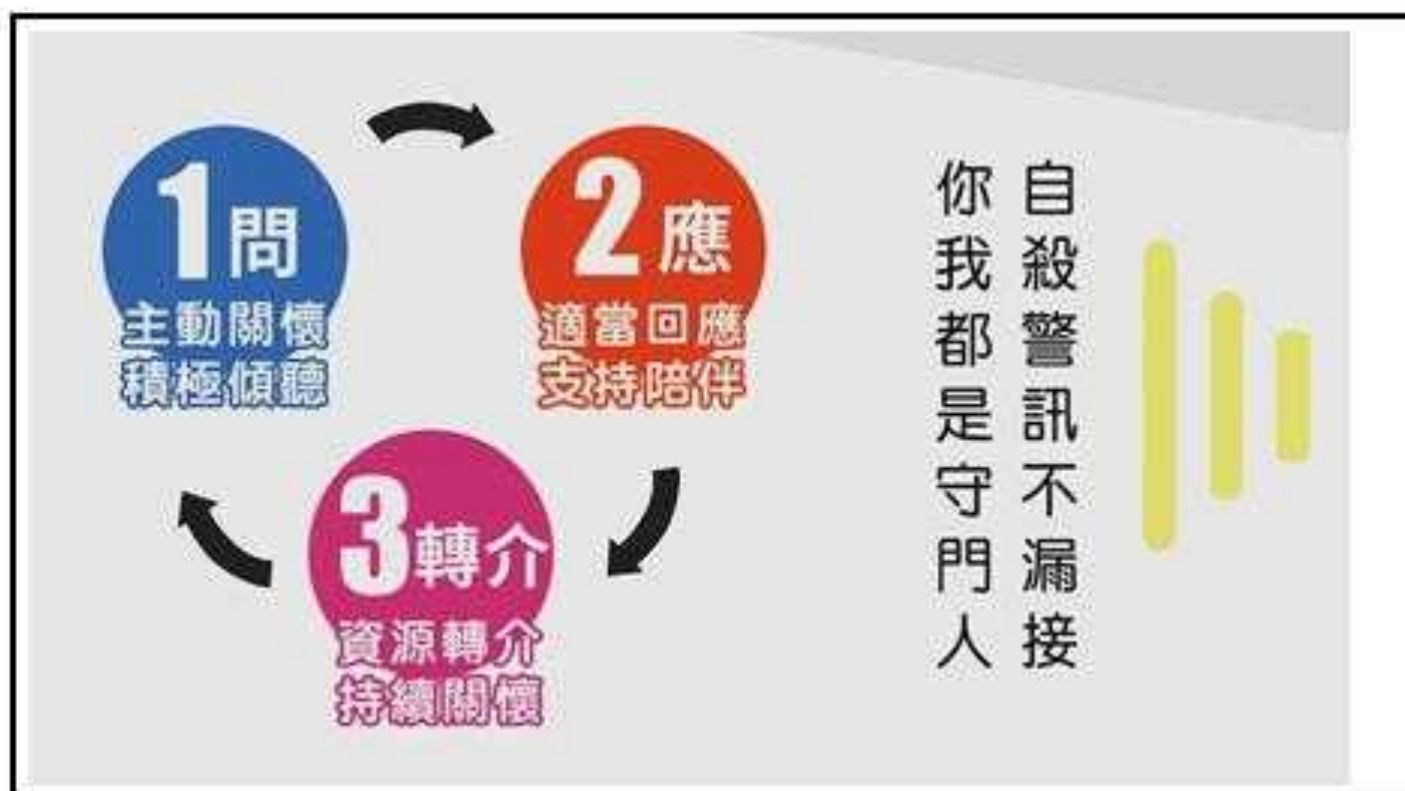 1問
主動關懷
積極傾聽
2應
適當回應
支持陪伴
3轉介
資源轉介
持續關懷
自殺警訊不漏接
你我都是守門人